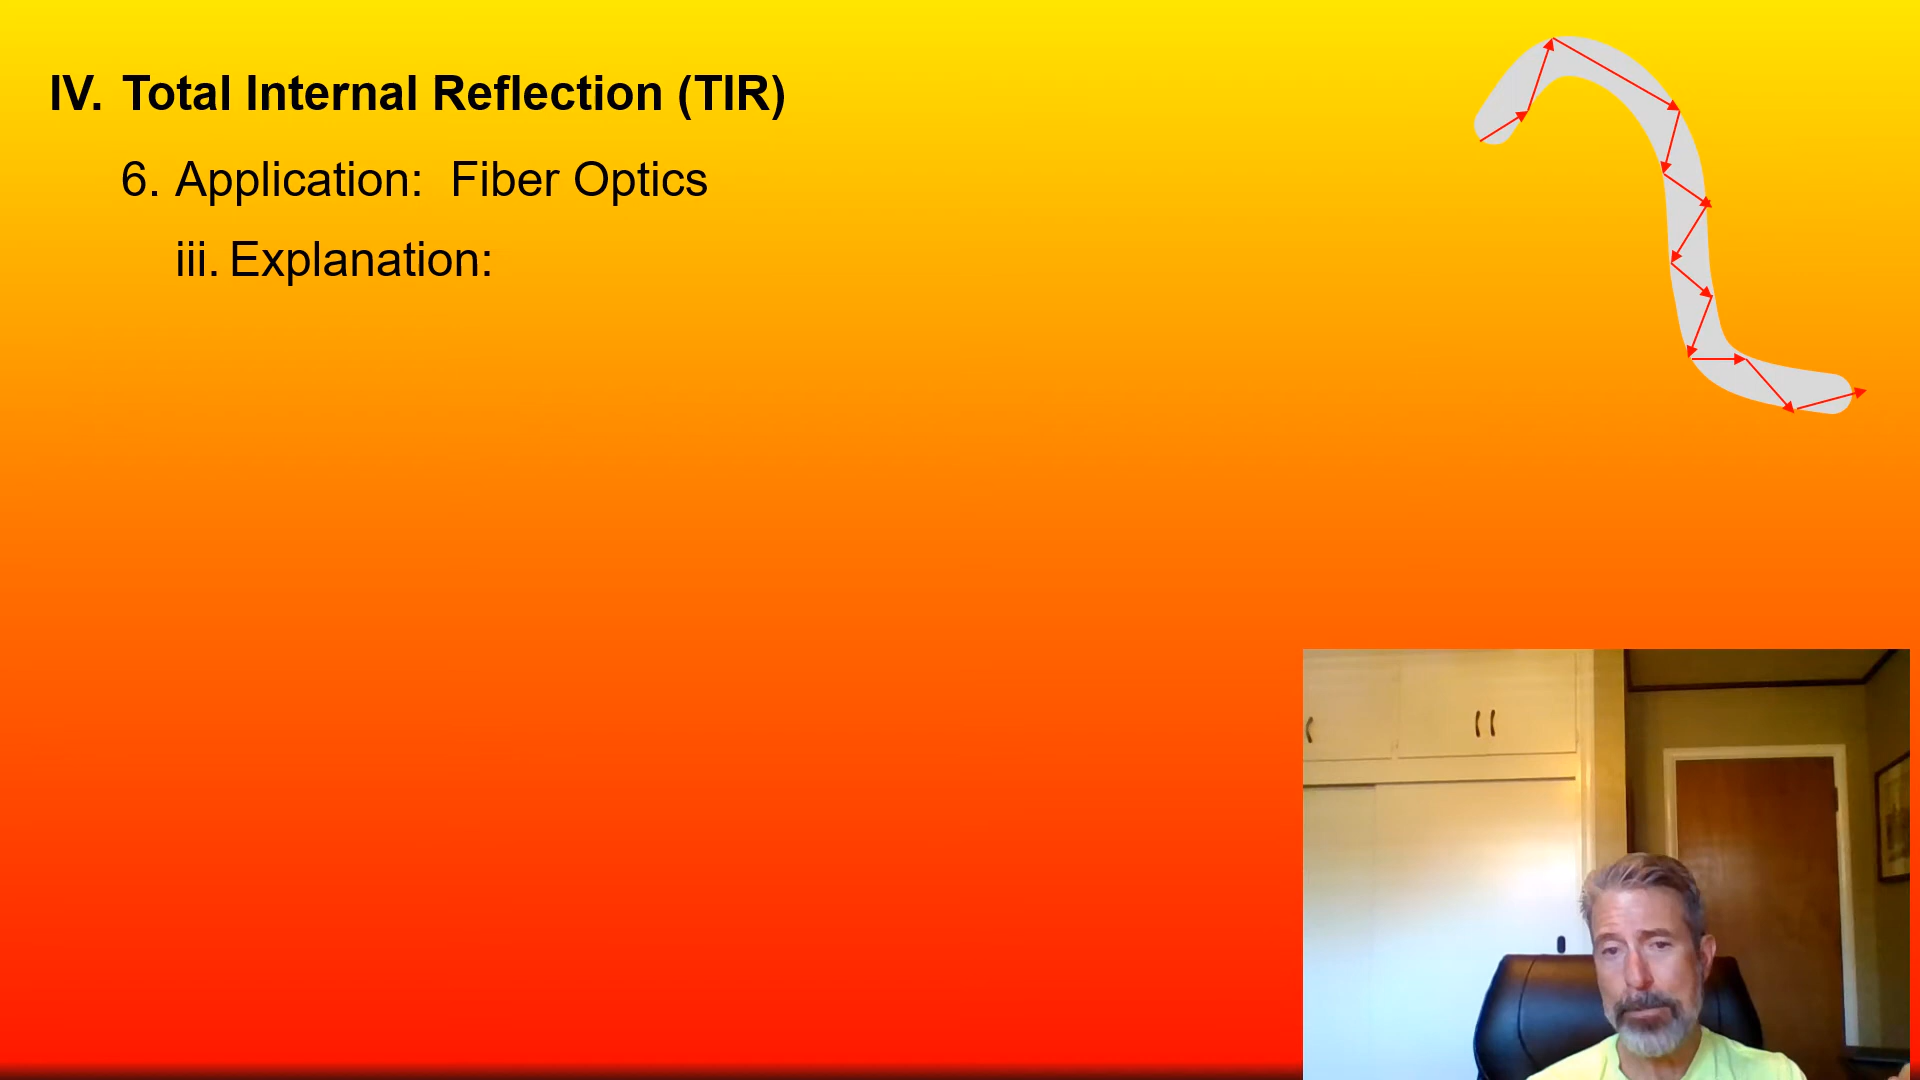 IV. Total Internal Reflection (TIR)
6. Application: Fiber Optics
iii. Explanation: